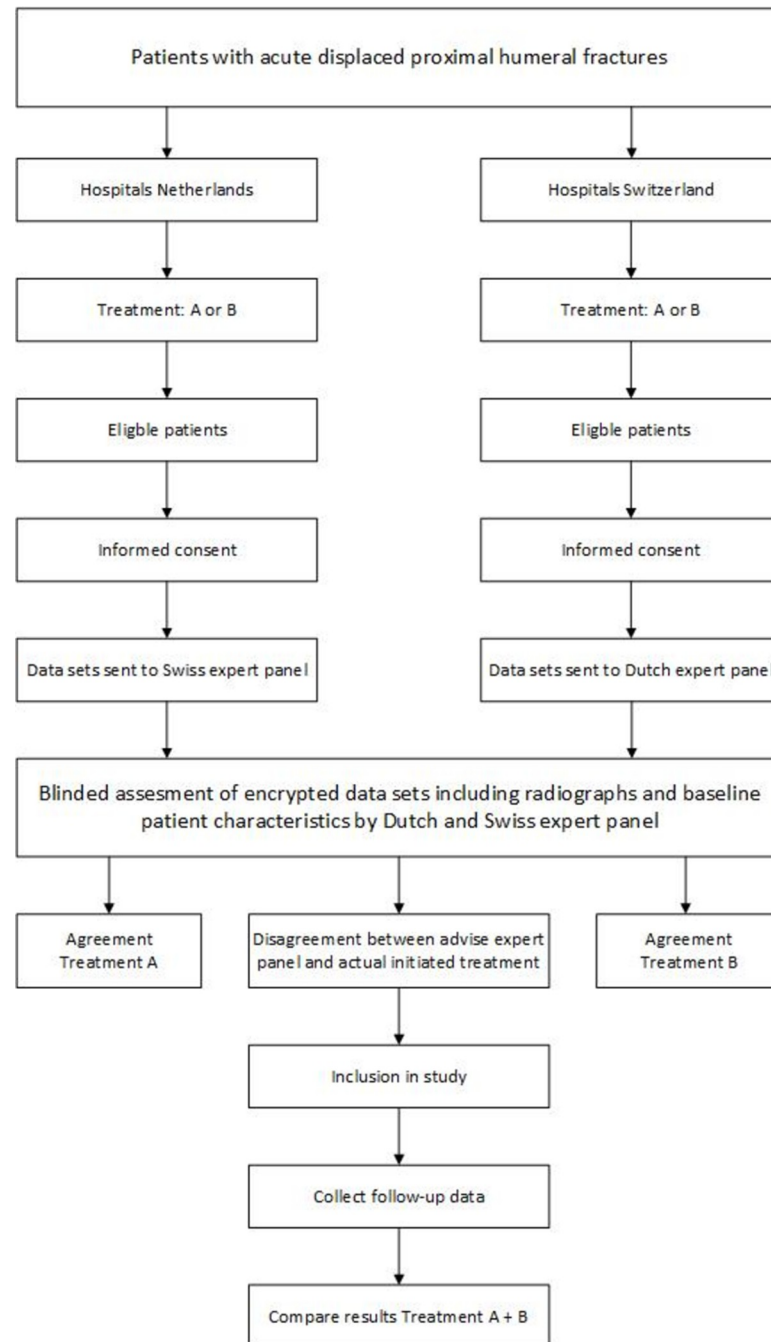 Patients with acute displaced proximal humeral fractures
Hospitals Netherlands
Hospitals Switzerland
Treatment: A or B
Treatment: A or B
Eligble patients
Eligble patients
Informed consent
Informed consent
Data sets sent to Swiss expert panel
Data sets sent to Dutch expert panel
Blinded assesment of encrypted data sets including radiographs and baseline
patient characteristics by Dutch and Swiss expert panel
Agreement
Treatment A
Disagreement between advise expert
panel and actual initiated treatment
Agreement
Treatment B
Inclusion in study
Collect follow-up data
Compare results Treatment A + B